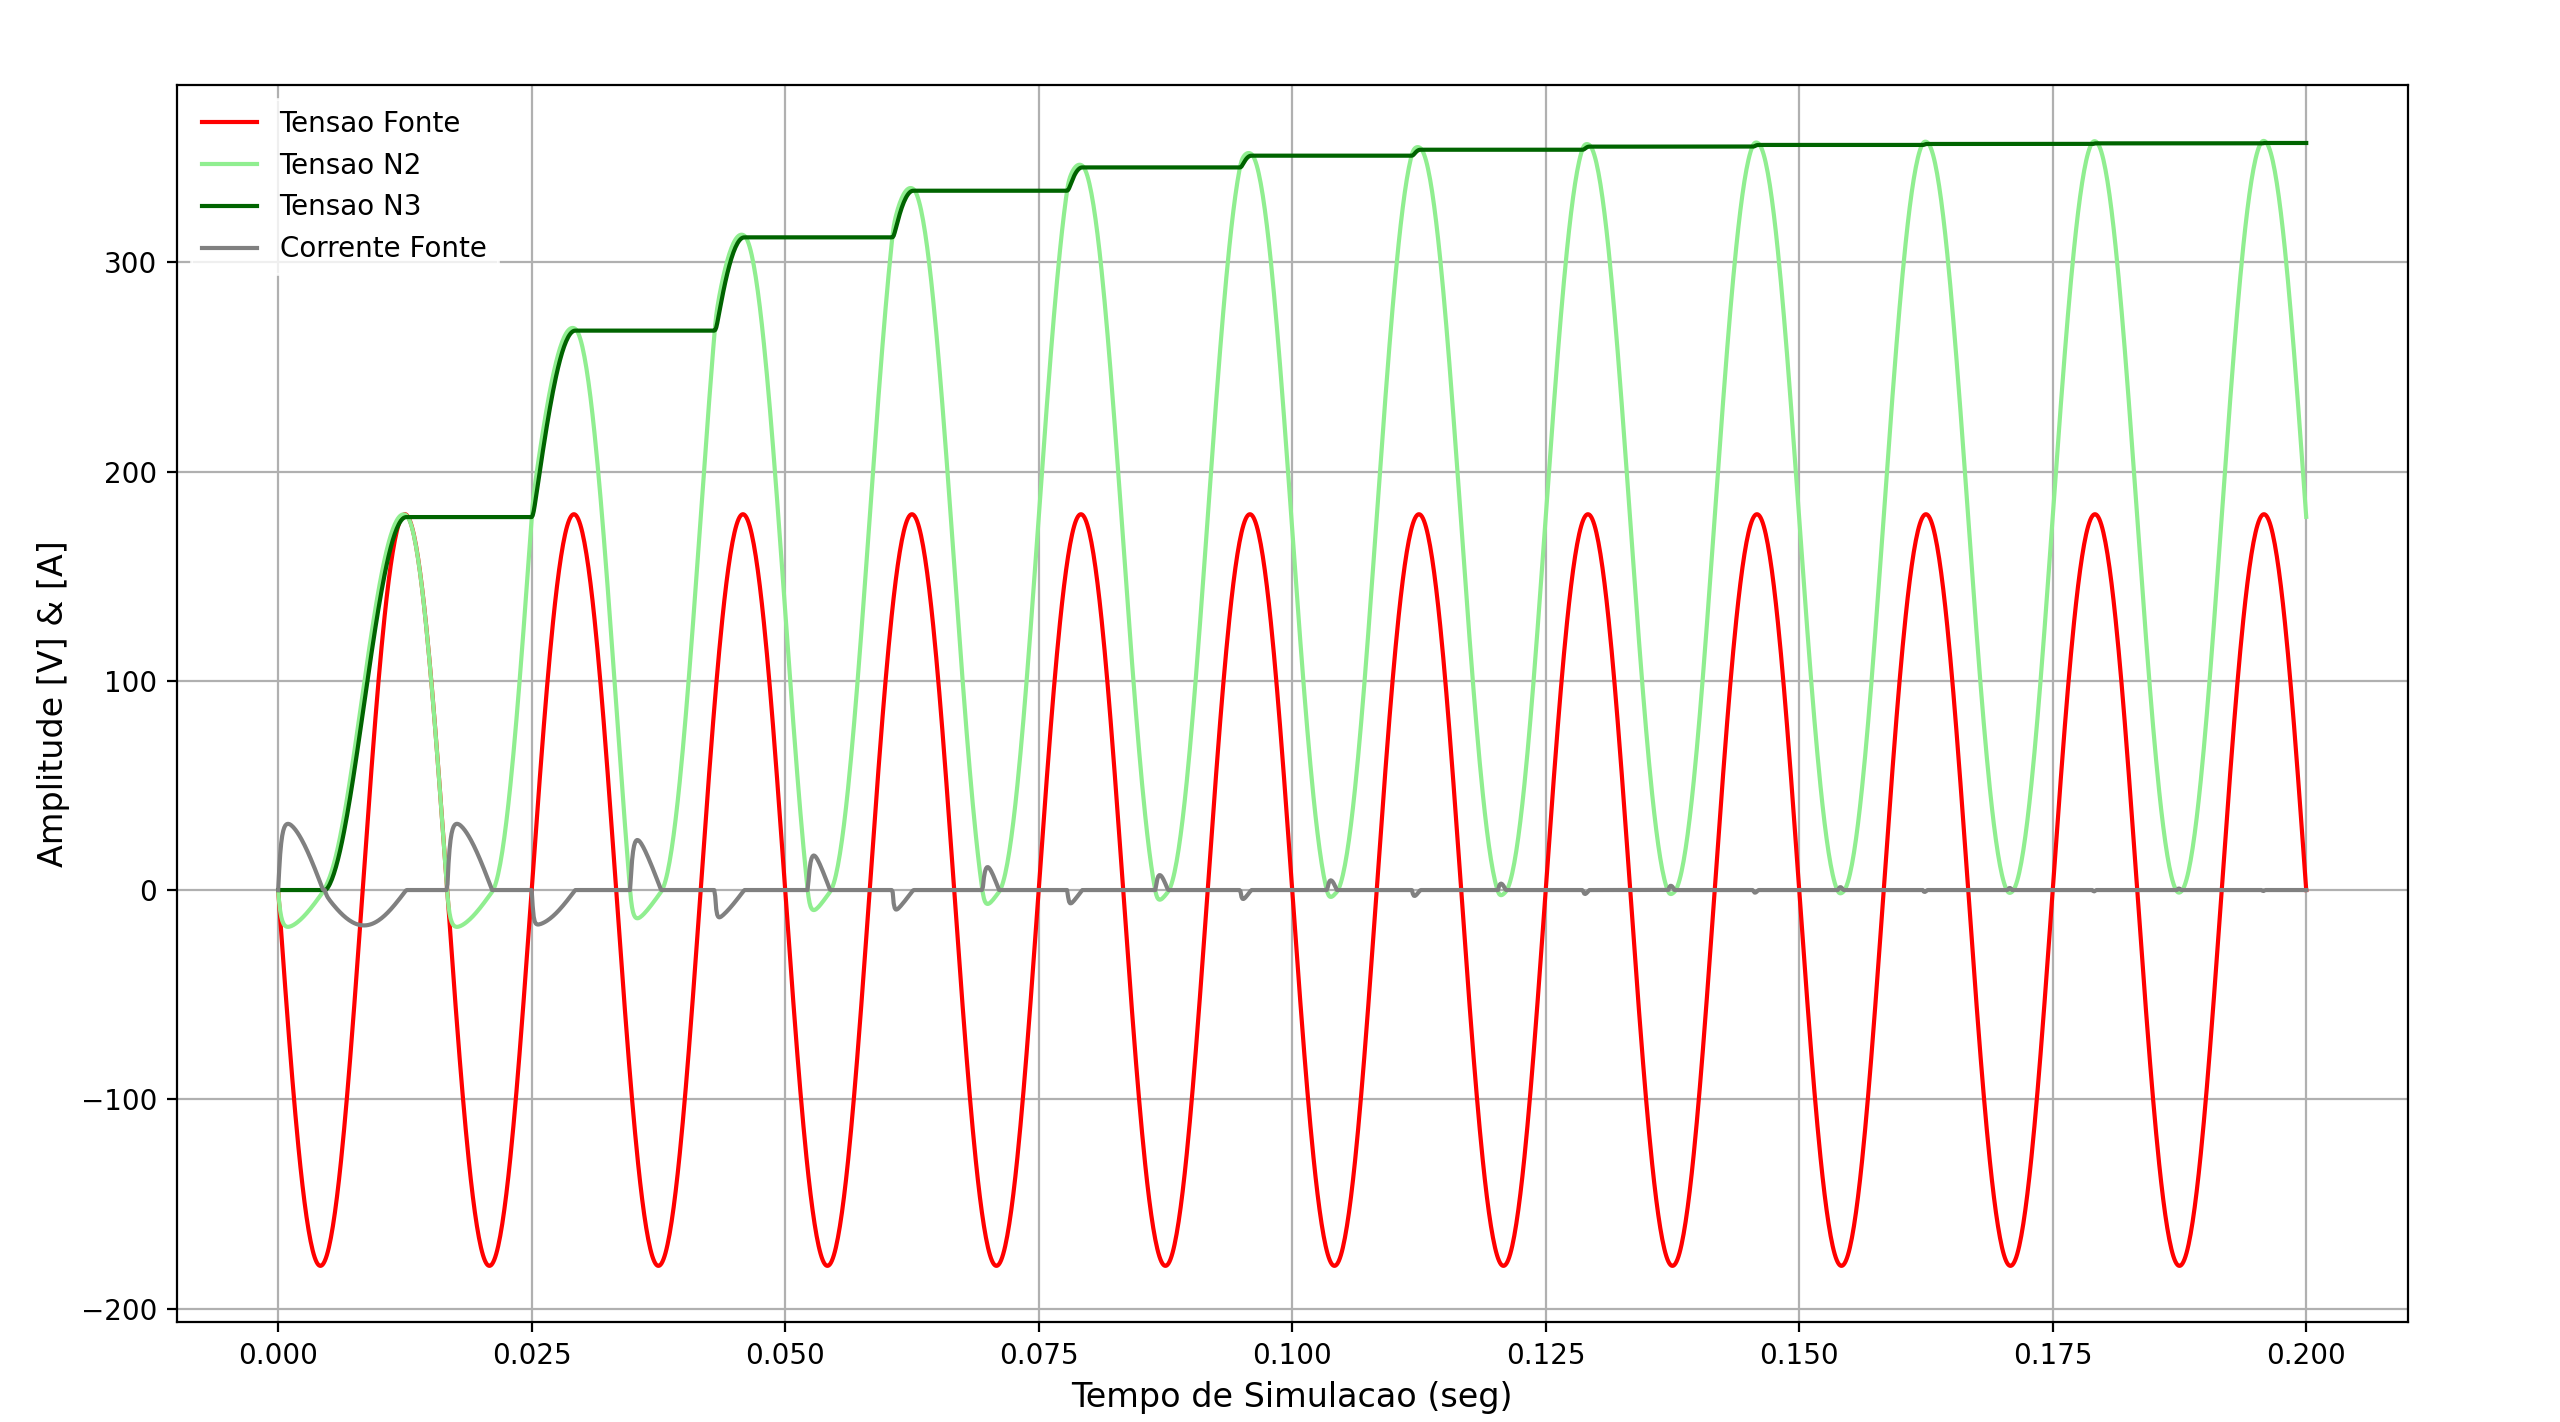 Tensao Fonte
Tensao N2
Tensao N3
Corrente Fonte
300
200
100
0
−100
−200
Amplitude [V] & [A]
0.000 0.025 0.050 0.075 0.100 0.125 0.150 0.175 0.200
Tempo de Simulacao (seg)